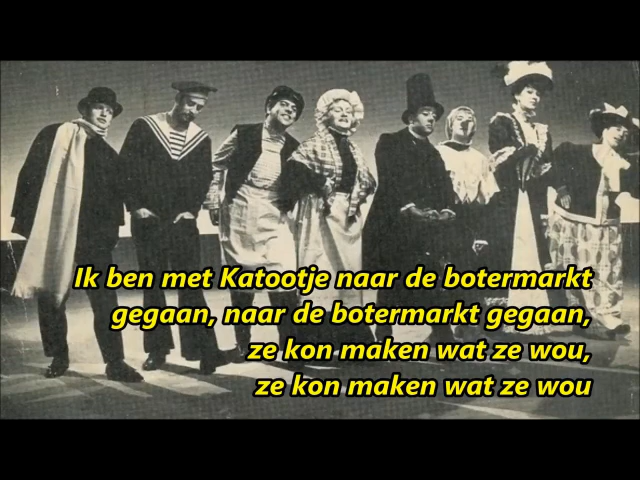 Ik ben met Katootje naar de botermarkt
gegaan, naar de botermarkt gegaan,
ze kon maken wat ze wou,
ze kon maken wat ze wou